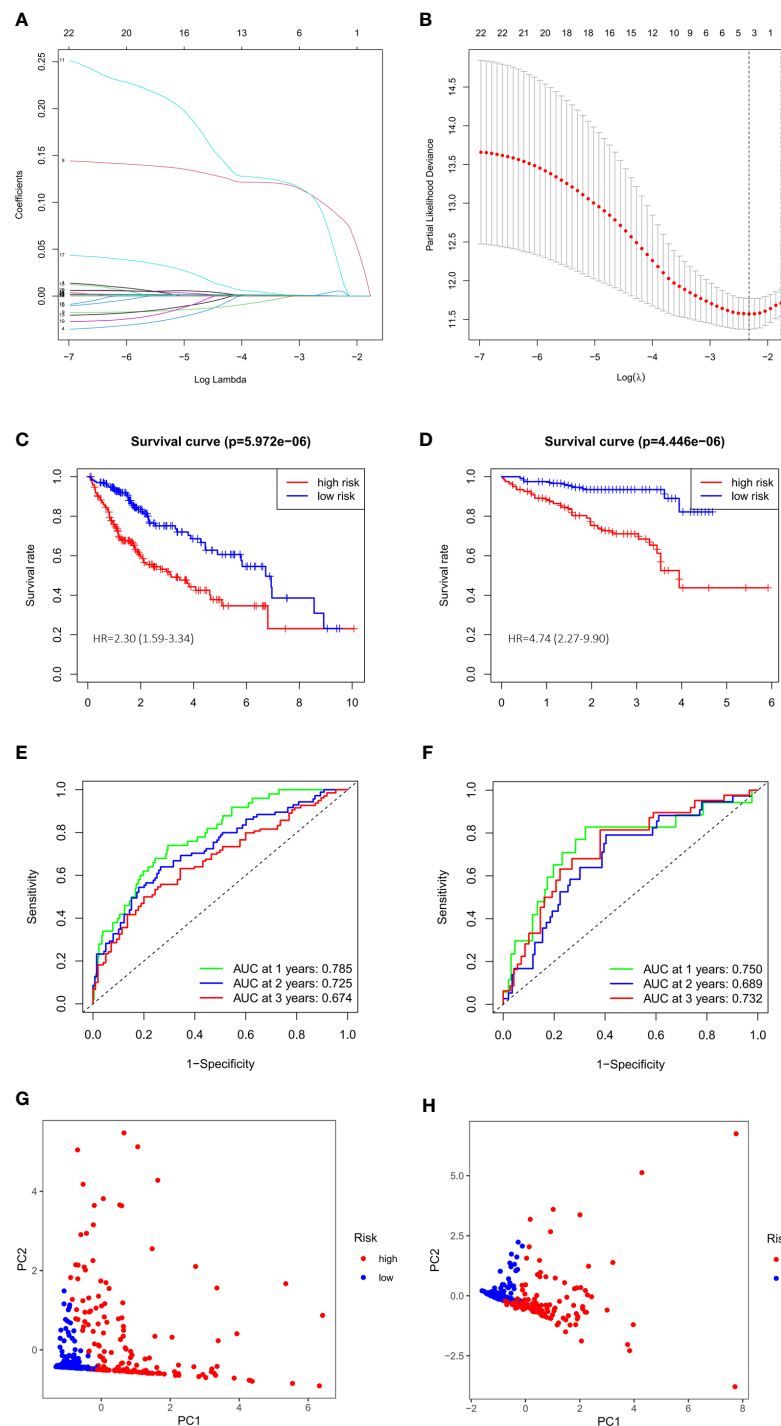 A
22 20 16 13 6 1
0.25
0.20
0.15
0.10
0.05
0.00
Coefficients
11
8
17
19
4
−7 −6 −5 −4 −3 −2
Log Lambda
B
22 22 21 20 18 18 16 15 12 10 9 6 6 5 3 1
14.5
14.0
13.5
13.0
12.5
12.0
11.5
Partial Likelihood Deviance
−7 −6 −5 −4 −3 −2
Log(λ)
C
Survival curve (p=5.972e−06)
high risk
low risk
1.0
0.8
0.6
0.4
0.2
0.0
Survival rate
HR=2.30 (1.59-3.34)
0 2 4 6 8 10
D
Survival curve (p=4.446e−06)
high risk
low risk
1.0
0.8
0.6
0.4
0.2
0.0
Survival rate
HR=4.74 (2.27-9.90)
0 1 2 3 4 5 6
E
1.0
0.8
0.6
0.4
0.2
0.0
Sensitivity
AUC at 1 years: 0.785
AUC at 2 years: 0.725
AUC at 3 years: 0.674
0.0 0.2 0.4 0.6 0.8 1.0
1−Specificity
F
1.0
0.8
0.6
0.4
0.2
0.0
Sensitivity
AUC at 1 years: 0.750
AUC at 2 years: 0.689
AUC at 3 years: 0.732
0.0 0.2 0.4 0.6 0.8 1.0
1−Specificity
G
4
2
0
PC2
0 2 4 6
PC1
Risk
high
low
H
5.0
2.5
0.0
−2.5
PC2
−2 0 2 4 6 8
PC1
Ris